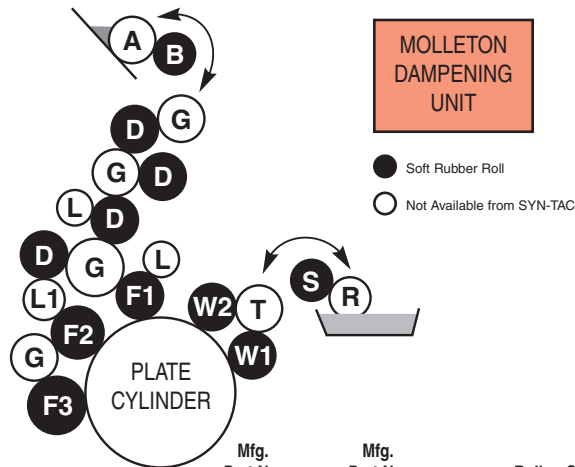 A
B
MOLLETON
DAMPENING
UNIT
D
G
G
D
Soft Rubber Roll
L
D
Not Available from SYN-TAC
D
G
L
L1
F1
S
R
W2
T
F2
W1
G
PLATE
CYLINDER
F3
Mfg.
Mfg.